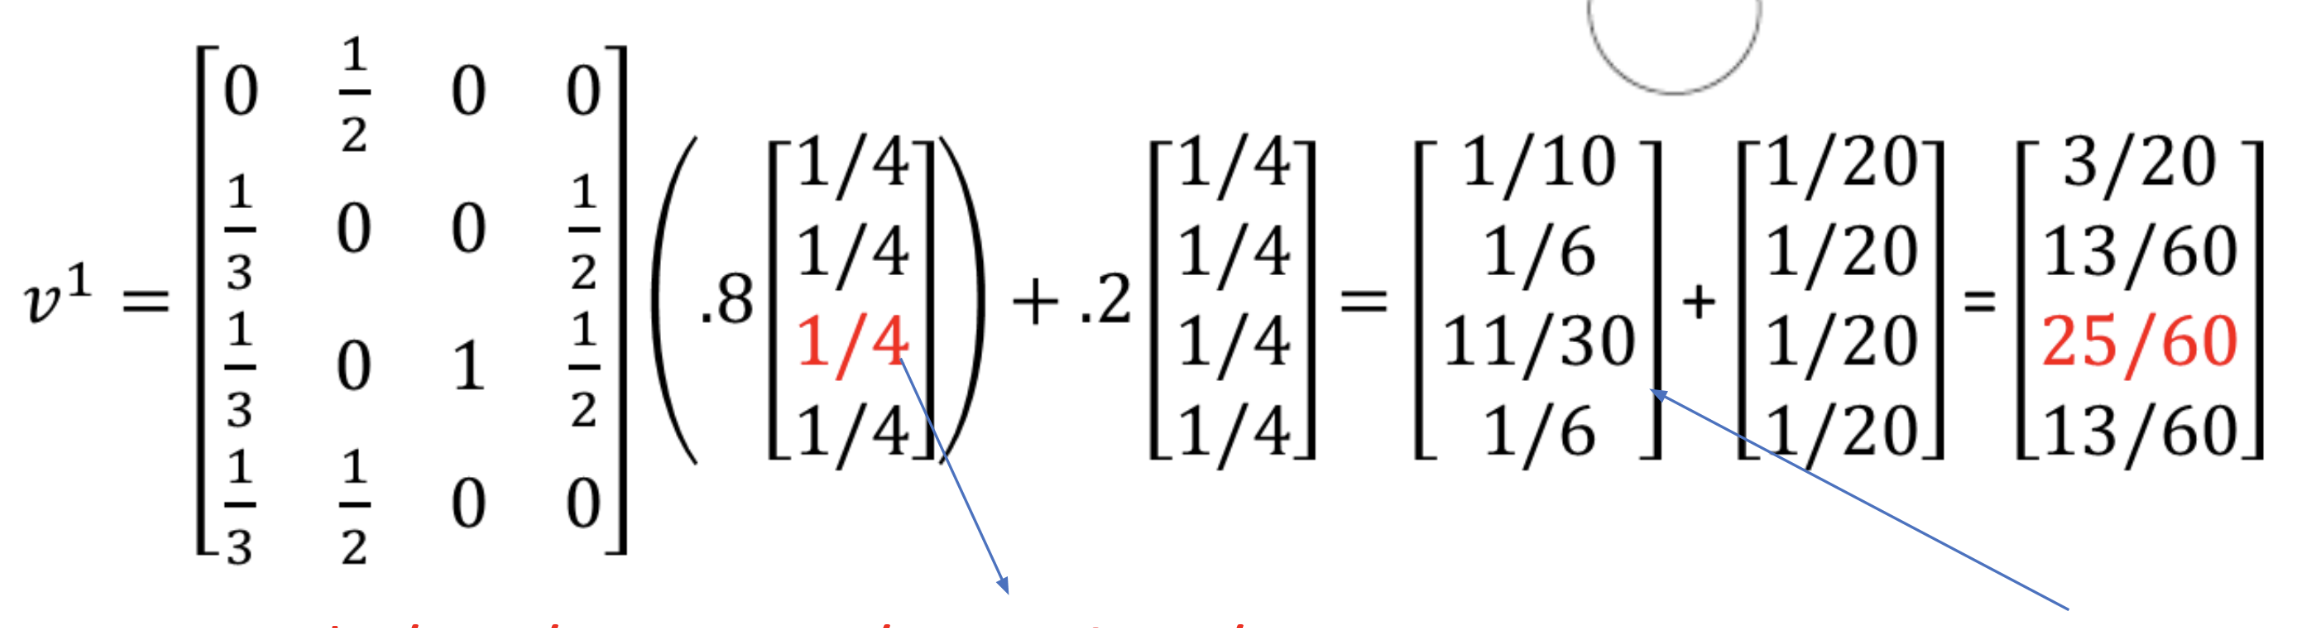 v¹ = [0 1/2 0 0; 1/3 0 0 1/2; 1/3 0 1 1/2; 1/3 1/2 0 0] (.8 [1/4; 1/4; 1/4; 1/4]) + .2 [1/4; 1/4; 1/4; 1/4] = [1/10; 1/6; 11/30; 1/6] + [1/20; 1/20; 1/20; 1/20] = [3/20; 13/60; 25/60; 13/60]